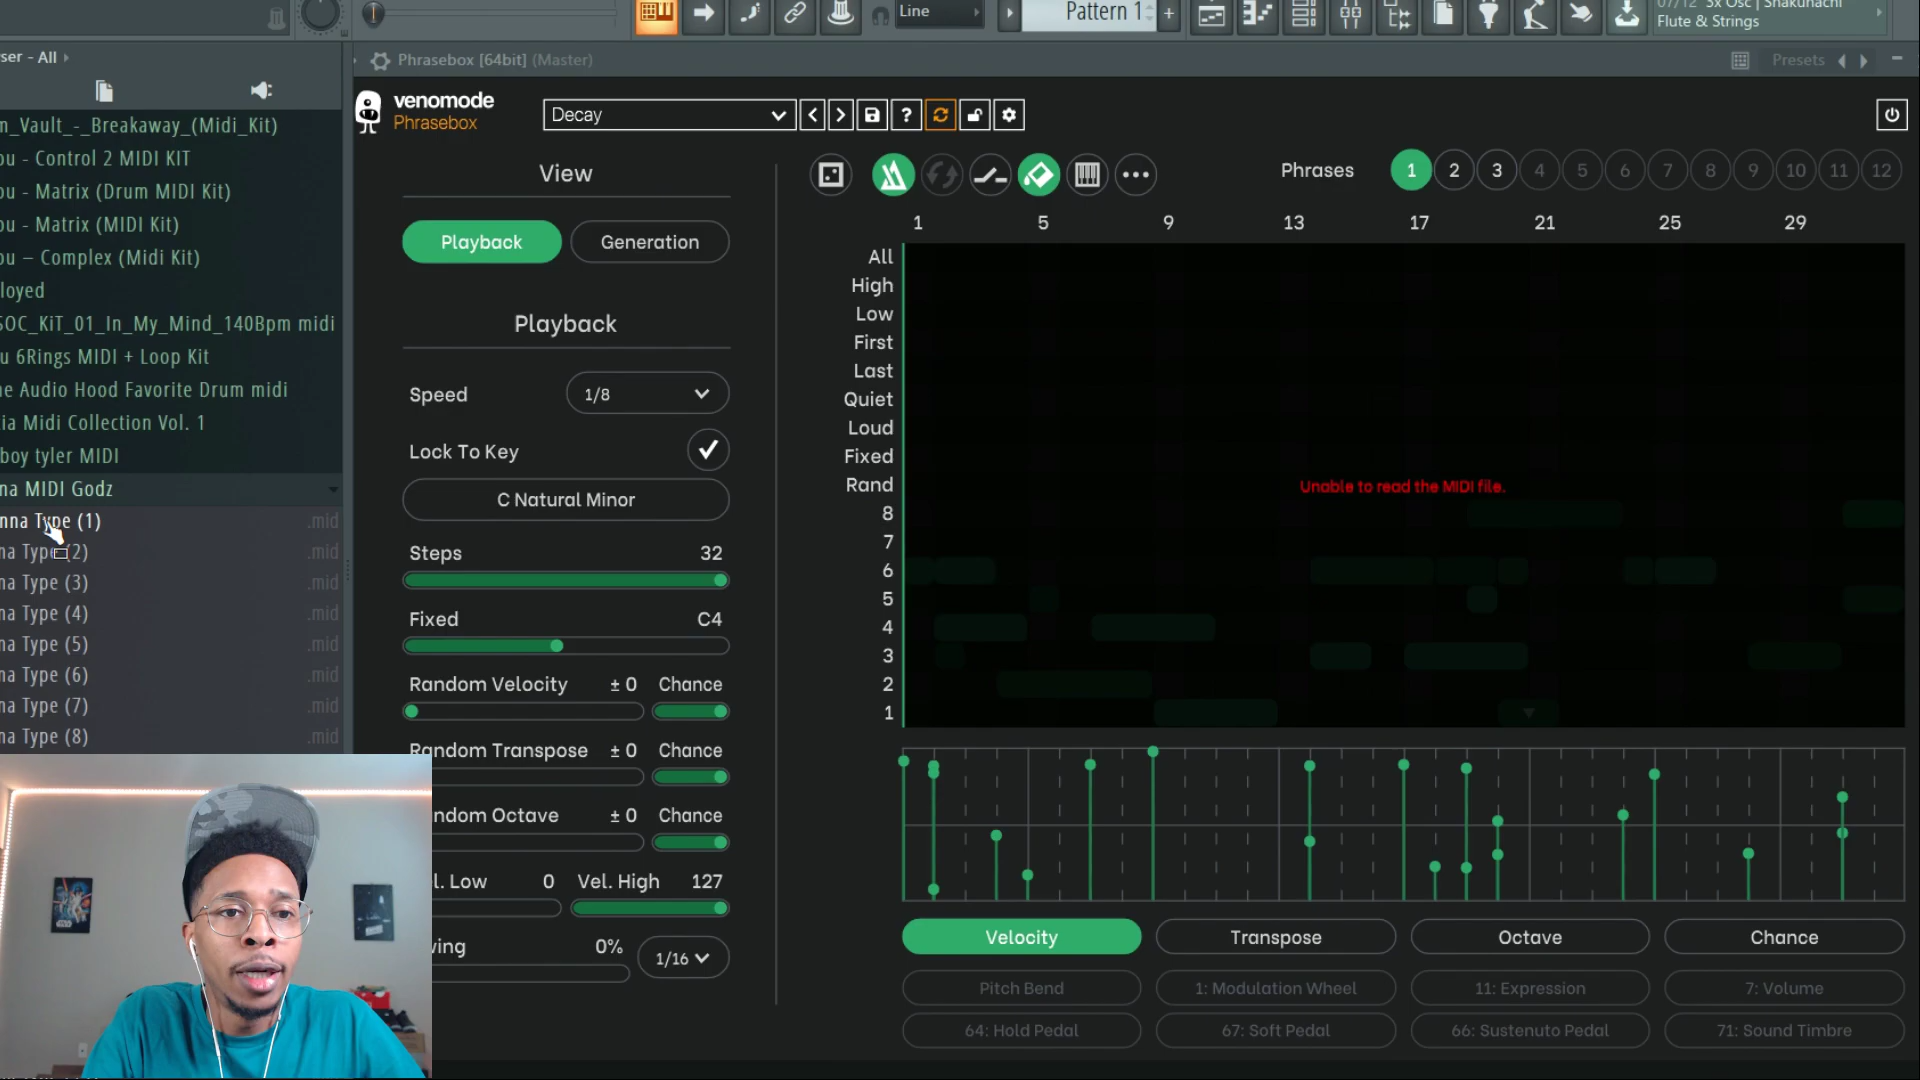 Line
Pattern 1
07/12 3x Osc | Shakuhachi
Flute & Strings
ser - All
Phrasebox [64bit] (Master)
Presets
venomode
Phrasebox
Decay
?
m_Vault_-_Breakaway_(Midi_Kit)
ou - Control 2 MIDI KIT
ou - Matrix (Drum MIDI Kit)
ou - Matrix (MIDI Kit)
ou – Complex (Midi Kit)
loyed
SOC_KiT_01_In_My_Mind_140Bpm midi
u 6Rings MIDI + Loop Kit
ne Audio Hood Favorite Drum midi
ia Midi Collection Vol. 1
boy tyler MIDI
na MIDI Godz
nna Type (1) .mid
na Type (2) .mid
na Type (3) .mid
na Type (4) .mid
na Type (5) .mid
na Type (6) .mid
na Type (7) .mid
na Type (8) .mid
View
Playback Generation
Playback
Speed 1/8
Lock To Key
C Natural Minor
Steps 32
Fixed C4
Random Velocity ± 0 Chance
Random Transpose ± 0 Chance
ndom Octave ± 0 Chance
l. Low 0 Vel. High 127
wing 0% 1/16
Phrases 1 2 3 4 5 6 7 8 9 10 11 12
1 5 9 13 17 21 25 29
All
High
Low
First
Last
Quiet
Loud
Fixed
Rand
8
7
6
5
4
3
2
1
Unable to read the MIDI file.
Velocity Transpose Octave Chance
Pitch Bend 1: Modulation Wheel 11: Expression 7: Volume
64: Hold Pedal 67: Soft Pedal 66: Sustenuto Pedal 71: Sound Timbre